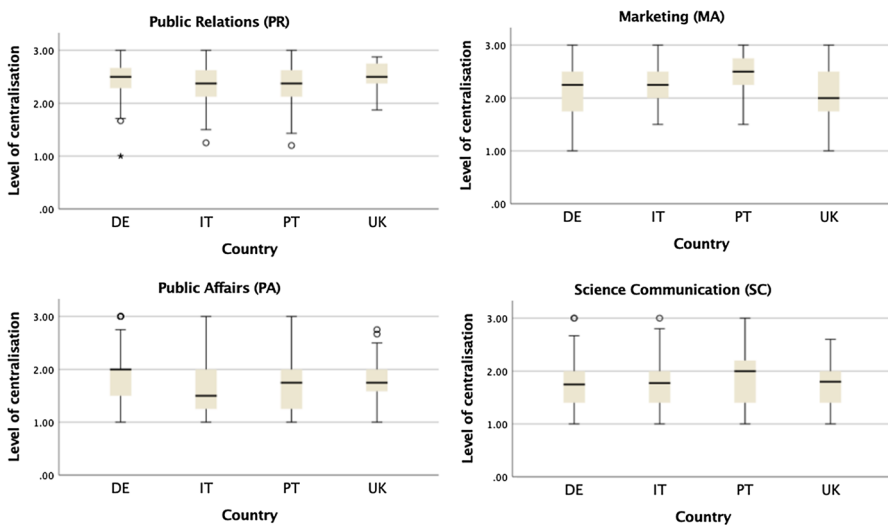 Public Relations (PR)
Level of centralisation
3.00
2.00
1.00
.00
DE IT PT UK
Country
Marketing (MA)
Level of centralisation
3.00
2.00
1.00
.00
DE IT PT UK
Country
Public Affairs (PA)
Level of centralisation
3.00
2.00
1.00
.00
DE IT PT UK
Country
Science Communication (SC)
Level of centralisation
3.00
2.00
1.00
.00
DE IT PT UK
Country